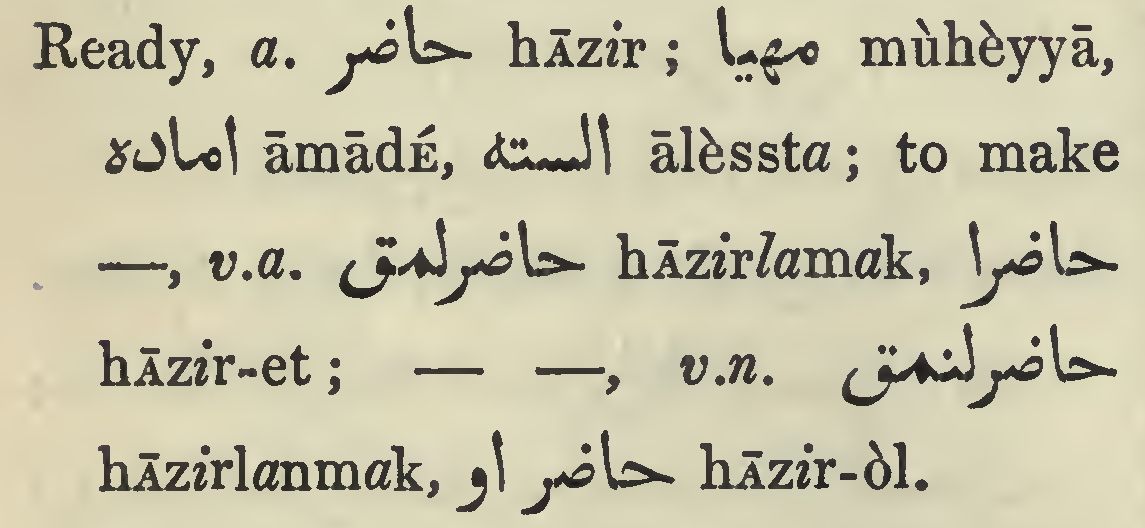 Ready, a. حاضر hāzir ; مهيا mùhèyyā,
اماده āmādÉ, السته ālèssta ; to make
—, v.a. حاضرلمق hāzirlamak, حاضرا
hāzir-et ; — —, v.n. حاضرلنمق
hāzirlanmak, حاضر او hāzir-òl.